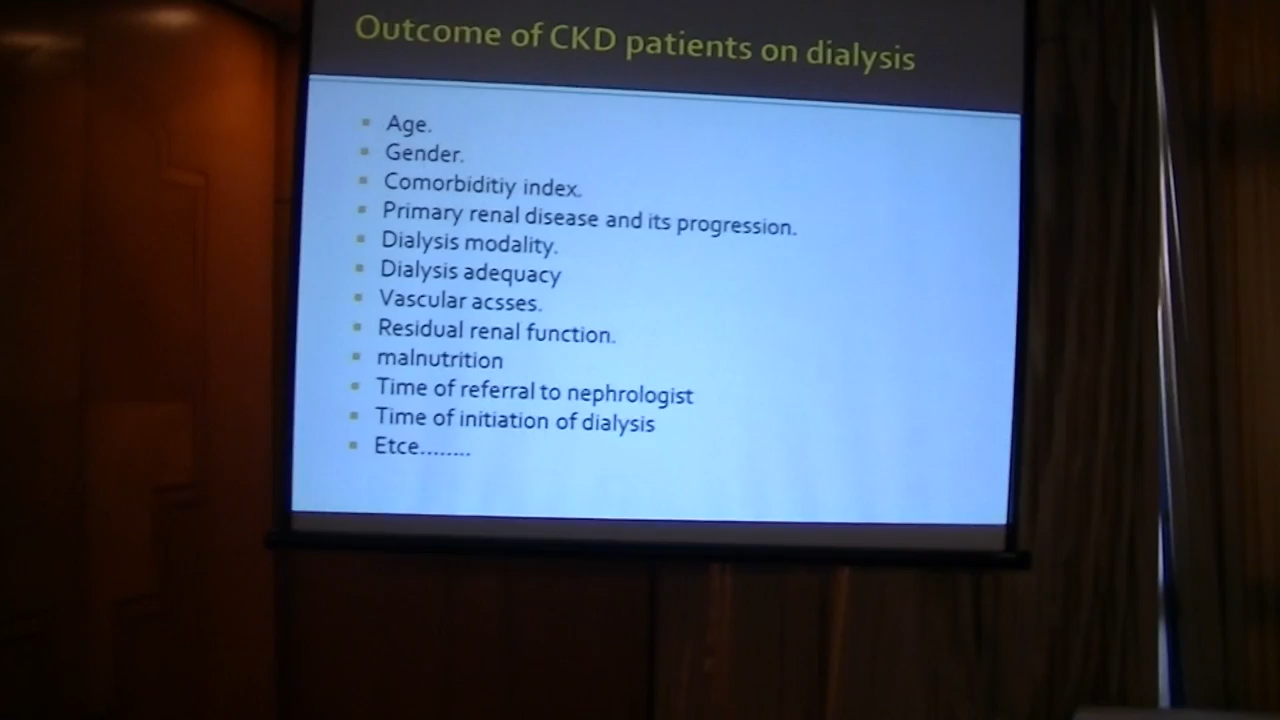 Outcome of CKD patients on dialysis
Age.
Gender.
Comorbiditiy index.
Primary renal disease and its progression.
Dialysis modality.
Dialysis adequacy
Vascular acsses.
Residual renal function.
malnutrition
Time of referral to nephrologist
Time of initiation of dialysis
Etce........